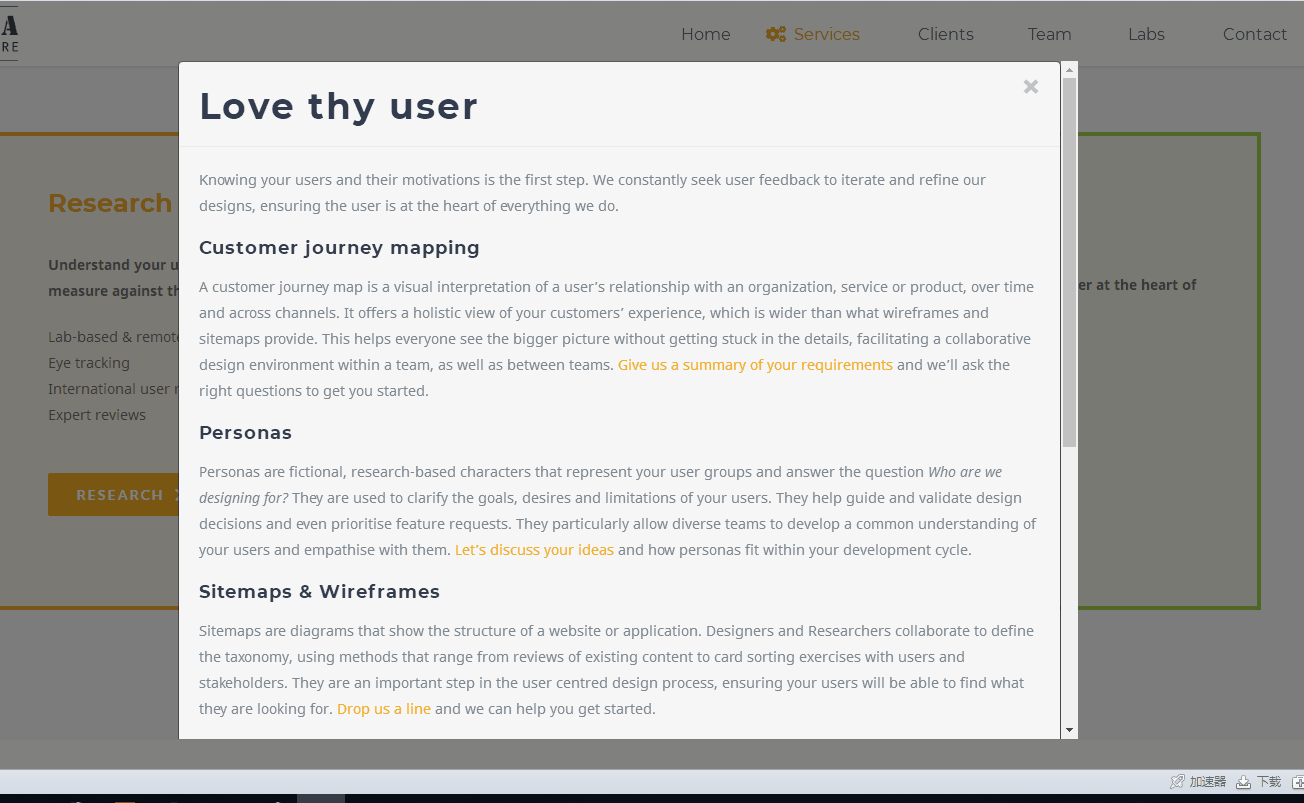 A
RE
Home
Services
Clients
Team
Labs
Contact
Love thy user
Knowing your users and their motivations is the first step. We constantly seek user feedback to iterate and refine our
designs, ensuring the user is at the heart of everything we do.
Customer journey mapping
A customer journey map is a visual interpretation of a user’s relationship with an organization, service or product, over time
and across channels. It offers a holistic view of your customers’ experience, which is wider than what wireframes and
sitemaps provide. This helps everyone see the bigger picture without getting stuck in the details, facilitating a collaborative
design environment within a team, as well as between teams. Give us a summary of your requirements and we’ll ask the
right questions to get you started.
Personas
Personas are fictional, research-based characters that represent your user groups and answer the question Who are we
designing for? They are used to clarify the goals, desires and limitations of your users. They help guide and validate design
decisions and even prioritise feature requests. They particularly allow diverse teams to develop a common understanding of
your users and empathise with them. Let’s discuss your ideas and how personas fit within your development cycle.
Sitemaps & Wireframes
Sitemaps are diagrams that show the structure of a website or application. Designers and Researchers collaborate to define
the taxonomy, using methods that range from reviews of existing content to card sorting exercises with users and
stakeholders. They are an important step in the user centred design process, ensuring your users will be able to find what
they are looking for. Drop us a line and we can help you get started.
Research
Understand your u
measure against th
Lab-based & remote
Eye tracking
International user r
Expert reviews
RESEARCH
er at the heart of
加速器
下载